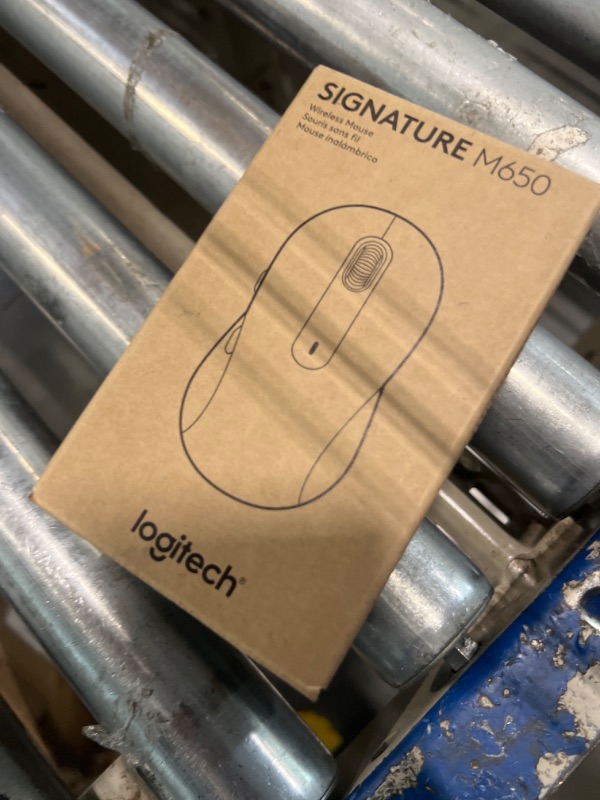 SIGNATURE M650
Wireless Mouse
Souris sans fil
Mouse inalámbrico
logitech®